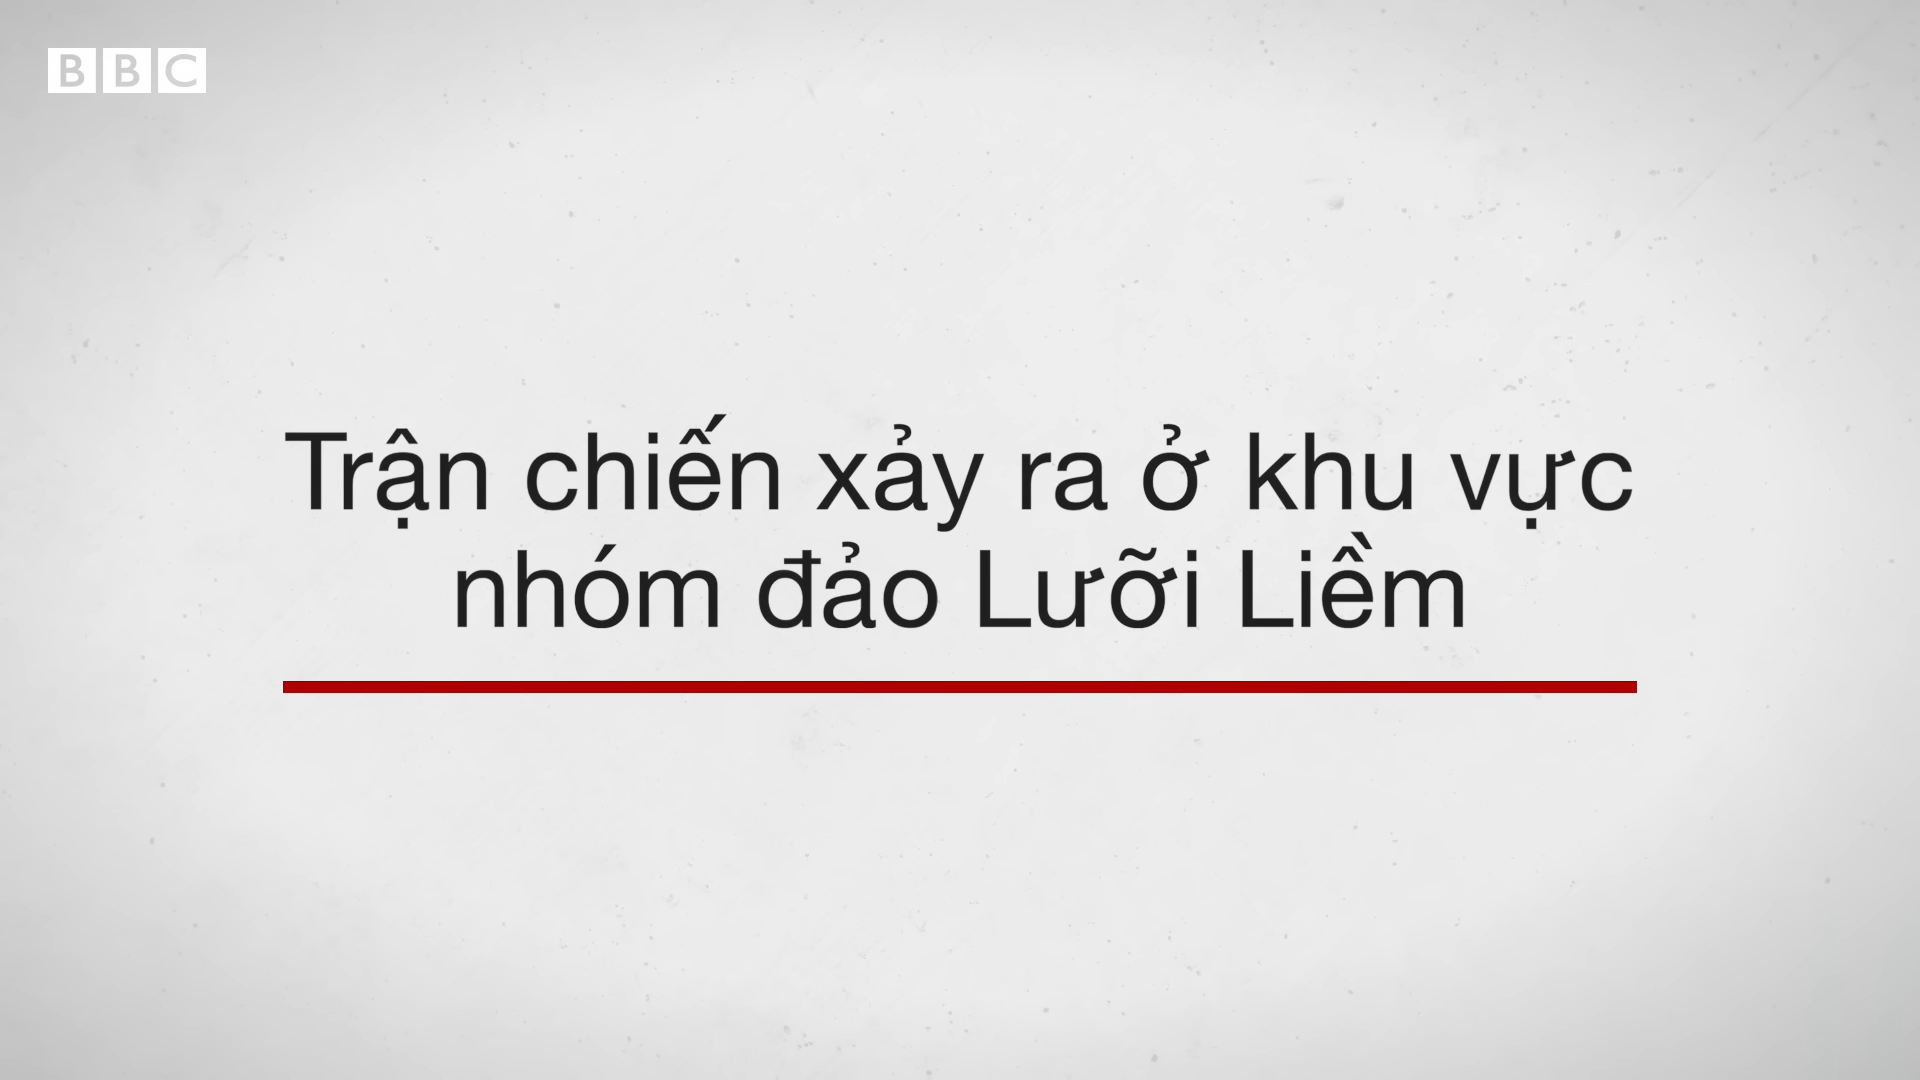 BBC
Trận chiến xảy ra ở khu vực
nhóm đảo Lưỡi Liềm